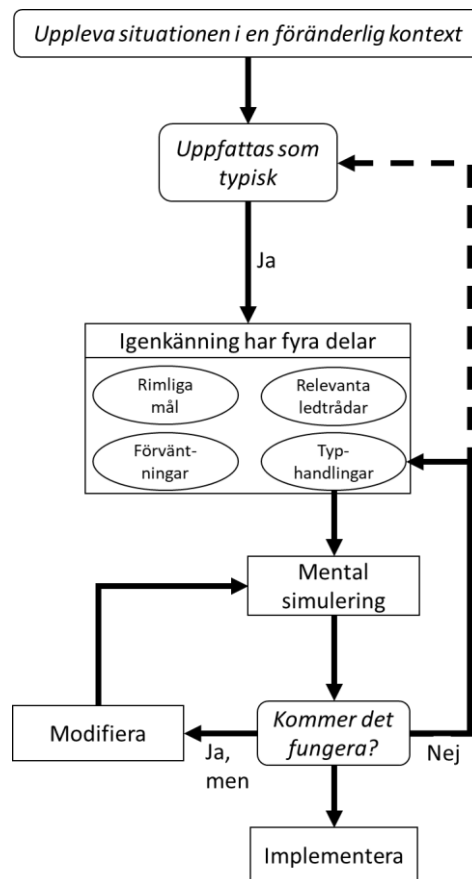 Uppleva situationen i en föränderlig kontext
Uppfattas som
typisk
Ja
Igenkänning har fyra delar
Rimliga
mål
Relevanta
ledtrådar
Förvänt-
ningar
Typ-
handlingar
Mental
simulering
Modifiera
Ja,
men
Kommer det
fungera?
Nej
Implementera